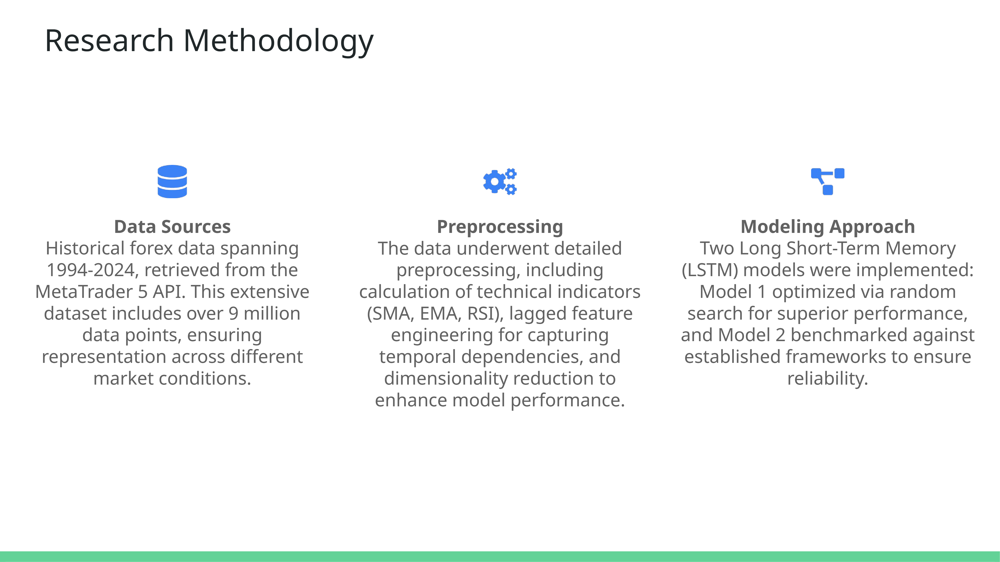 Research Methodology
Data Sources
Historical forex data spanning
1994-2024, retrieved from the
MetaTrader 5 API. This extensive
dataset includes over 9 million
data points, ensuring
representation across different
market conditions.
Preprocessing
The data underwent detailed
preprocessing, including
calculation of technical indicators
(SMA, EMA, RSI), lagged feature
engineering for capturing
temporal dependencies, and
dimensionality reduction to
enhance model performance.
Modeling Approach
Two Long Short-Term Memory
(LSTM) models were implemented:
Model 1 optimized via random
search for superior performance,
and Model 2 benchmarked against
established frameworks to ensure
reliability.